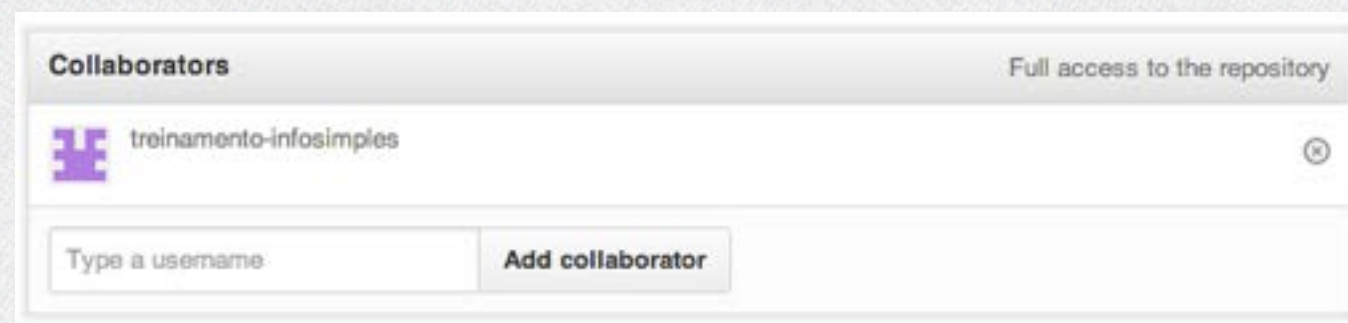 Collaborators
Full access to the repository
treinamento-infosimples
Type a username
Add collaborator